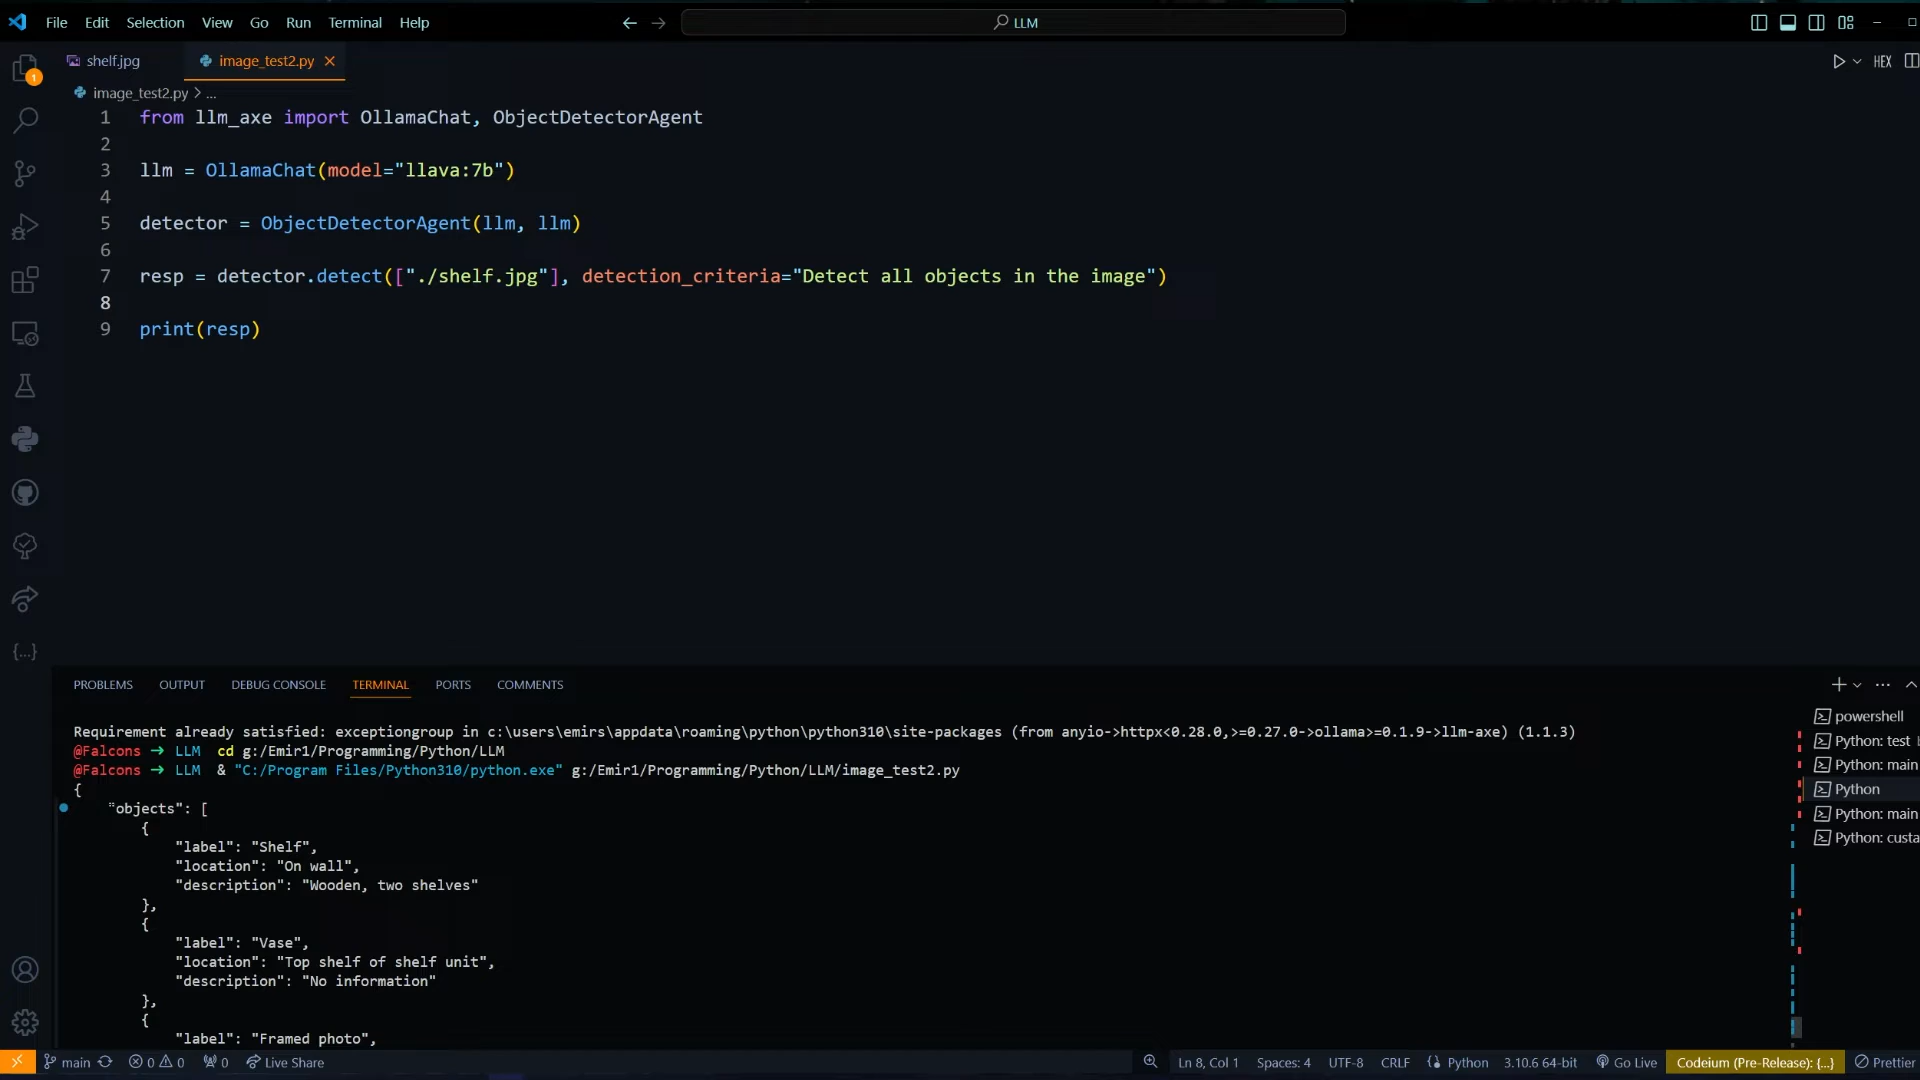 File Edit Selection View Go Run Terminal Help
LLM
shelf.jpg image_test2.py
HEX
1
image_test2.py > ...
1 from llm_axe import OllamaChat, ObjectDetectorAgent
2
3 llm = OllamaChat(model="llava:7b")
4
5 detector = ObjectDetectorAgent(llm, llm)
6
7 resp = detector.detect(["./shelf.jpg"], detection_criteria="Detect all objects in the image")
8
9 print(resp)
{...}
PROBLEMS OUTPUT DEBUG CONSOLE TERMINAL PORTS COMMENTS
Requirement already satisfied: exceptiongroup in c:\users\emirs\appdata\roaming\python\python310\site-packages (from anyio->httpx<0.28.0,>=0.27.0->ollama>=0.1.9->llm-axe) (1.1.3)
@Falcons → LLM cd g:/Emir1/Programming/Python/LLM
@Falcons → LLM & "C:/Program Files/Python310/python.exe" g:/Emir1/Programming/Python/LLM/image_test2.py
{
"objects": [
{
"label": "Shelf",
"location": "On wall",
"description": "Wooden, two shelves"
},
{
"label": "Vase",
"location": "Top shelf of shelf unit",
"description": "No information"
},
{
"label": "Framed photo",
powershell
Python: test
Python: main
Python
Python: main
Python: custa
main 0 0 0 Live Share
Ln 8, Col 1 Spaces: 4 UTF-8 CRLF Python 3.10.6 64-bit Go Live Codeium (Pre-Release): {...} Prettier